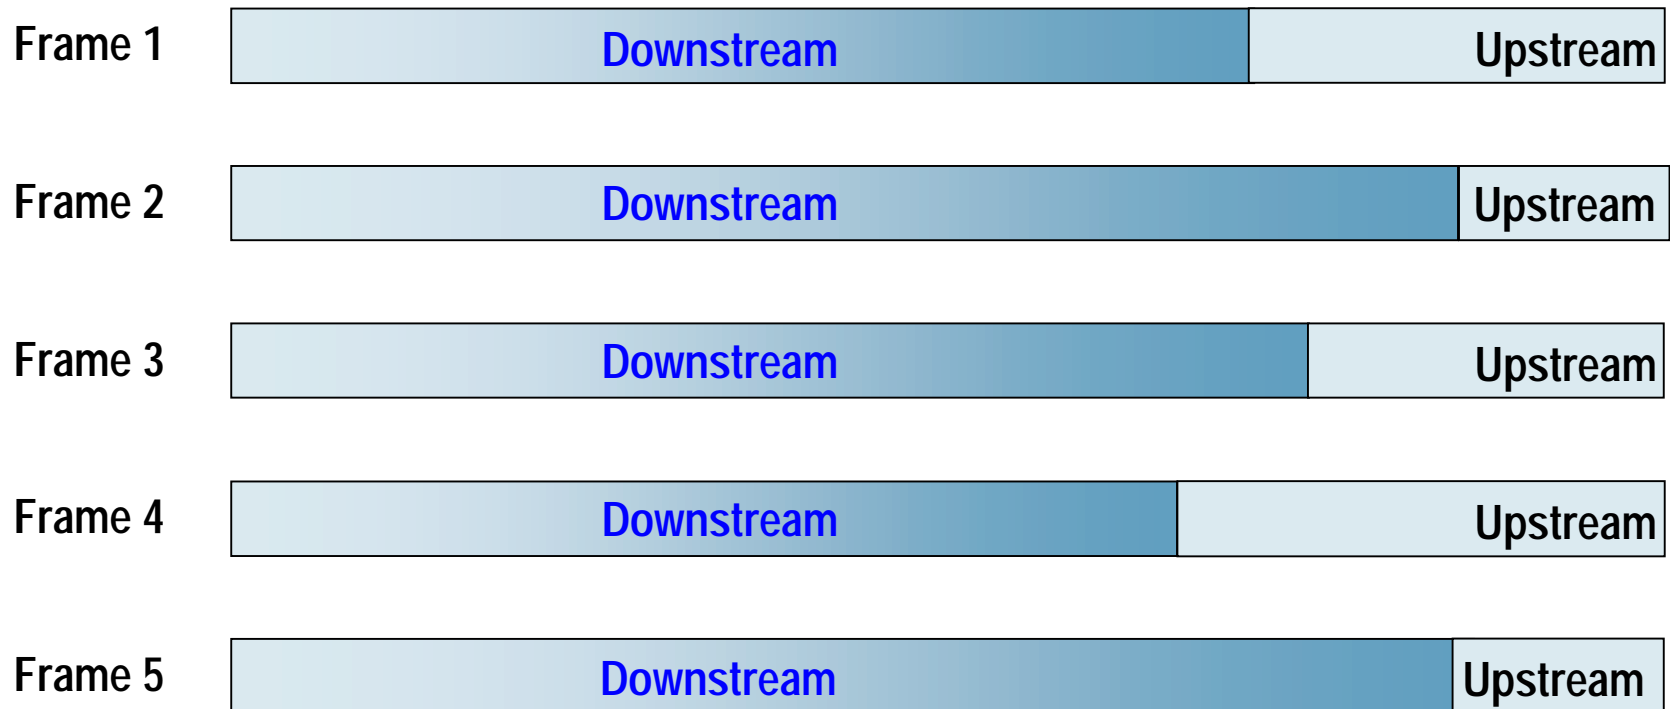 Frame 1 Downstream Upstream
Frame 2 Downstream Upstream
Frame 3 Downstream Upstream
Frame 4 Downstream Upstream
Frame 5 Downstream Upstream